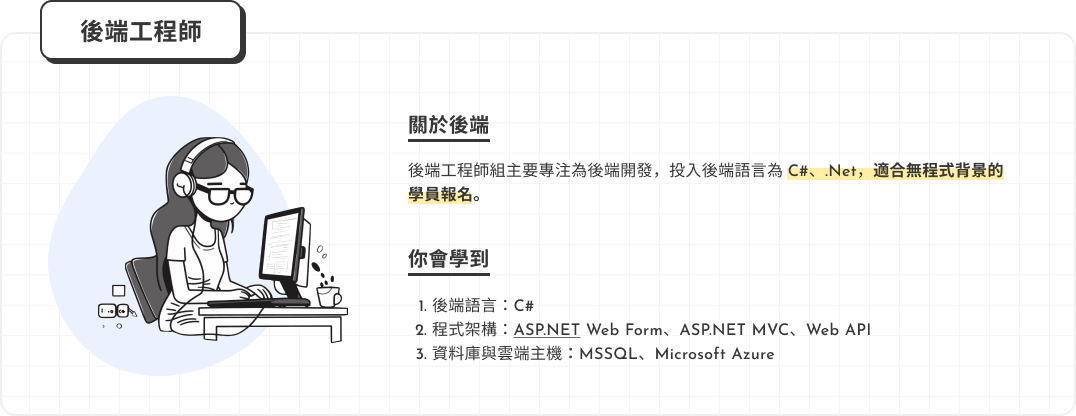 後端工程師
關於後端
後端工程師組主要專注為後端開發，投入後端語言為 C#、.Net，適合無程式背景的
學員報名。
你會學到
1. 後端語言：C#
2. 程式架構：ASP.NET Web Form、ASP.NET MVC、Web API
3. 資料庫與雲端主機：MSSQL、Microsoft Azure